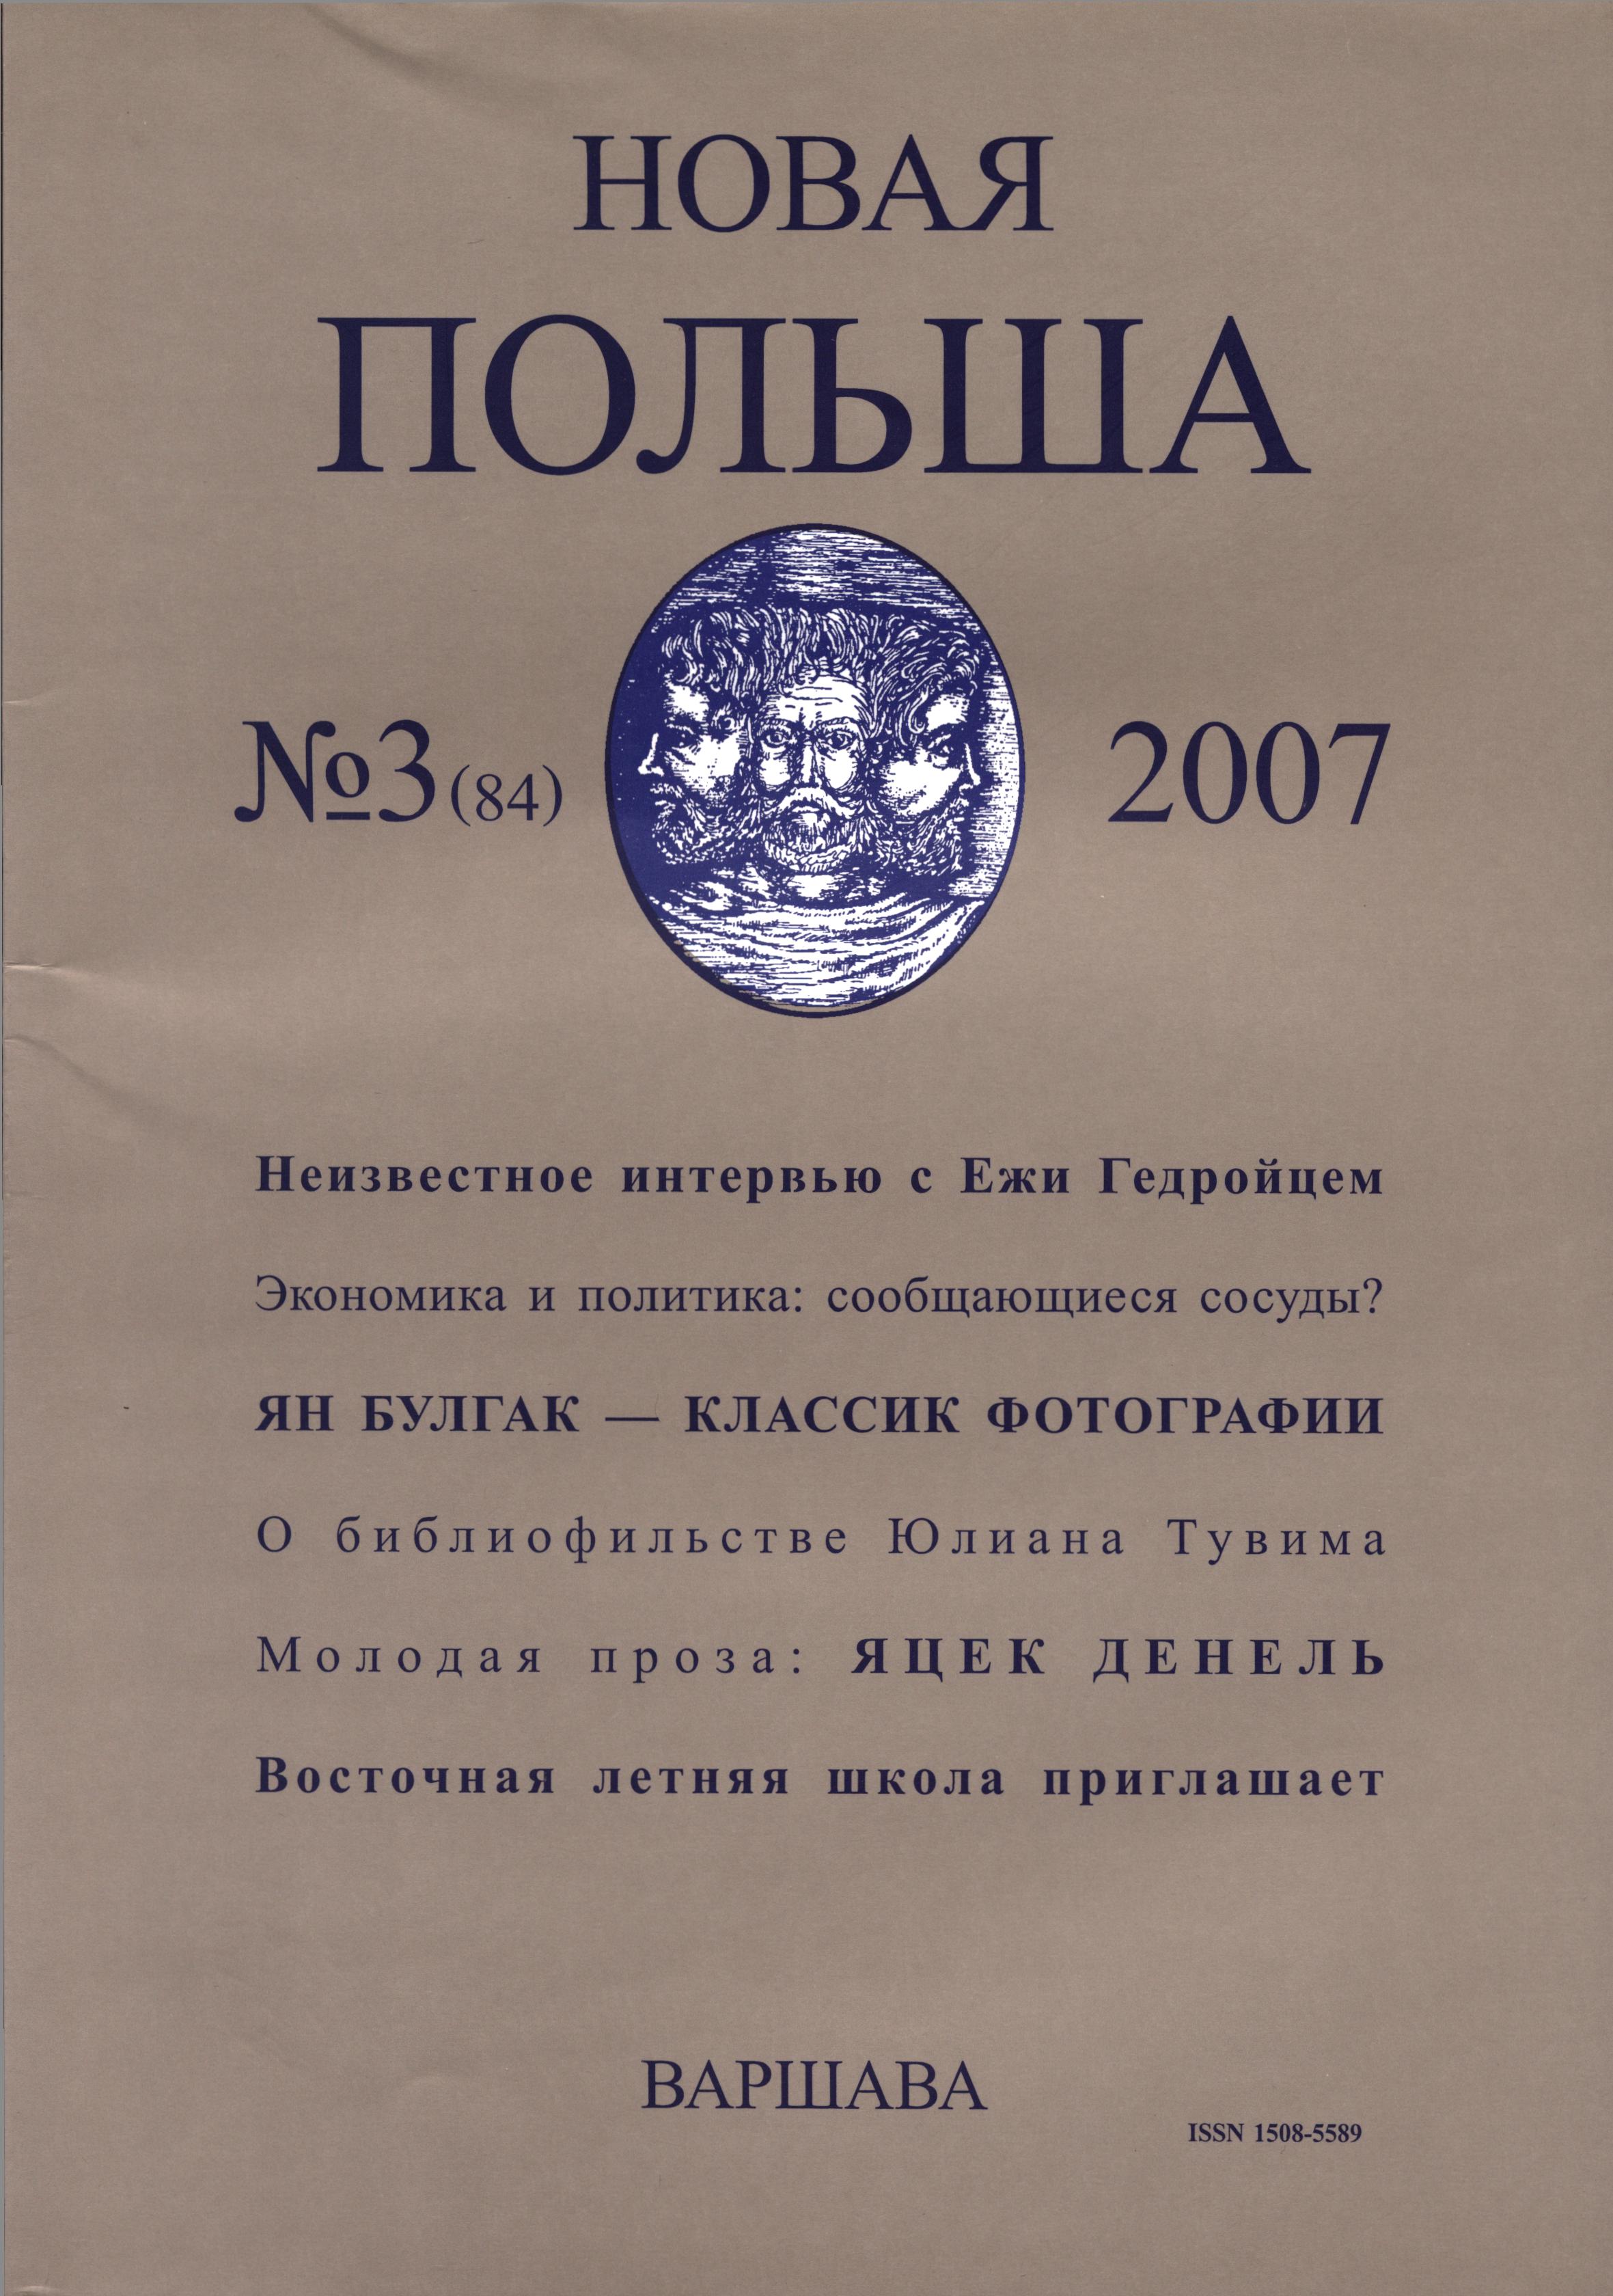 НОВАЯ
ПОЛЬША
№3(84)
2007
Неизвестное интервью с Ежи Гедройцем
Экономика и политика: сообщающиеся сосуды?
ЯН БУЛГАК — КЛАССИК ФОТОГРАФИИ
О библиофильстве Юлиана Тувима
Молодая проза: ЯЦЕК ДЕНЕЛЬ
Восточная летняя школа приглашает
ВАРШАВА
ISSN 1508-5589